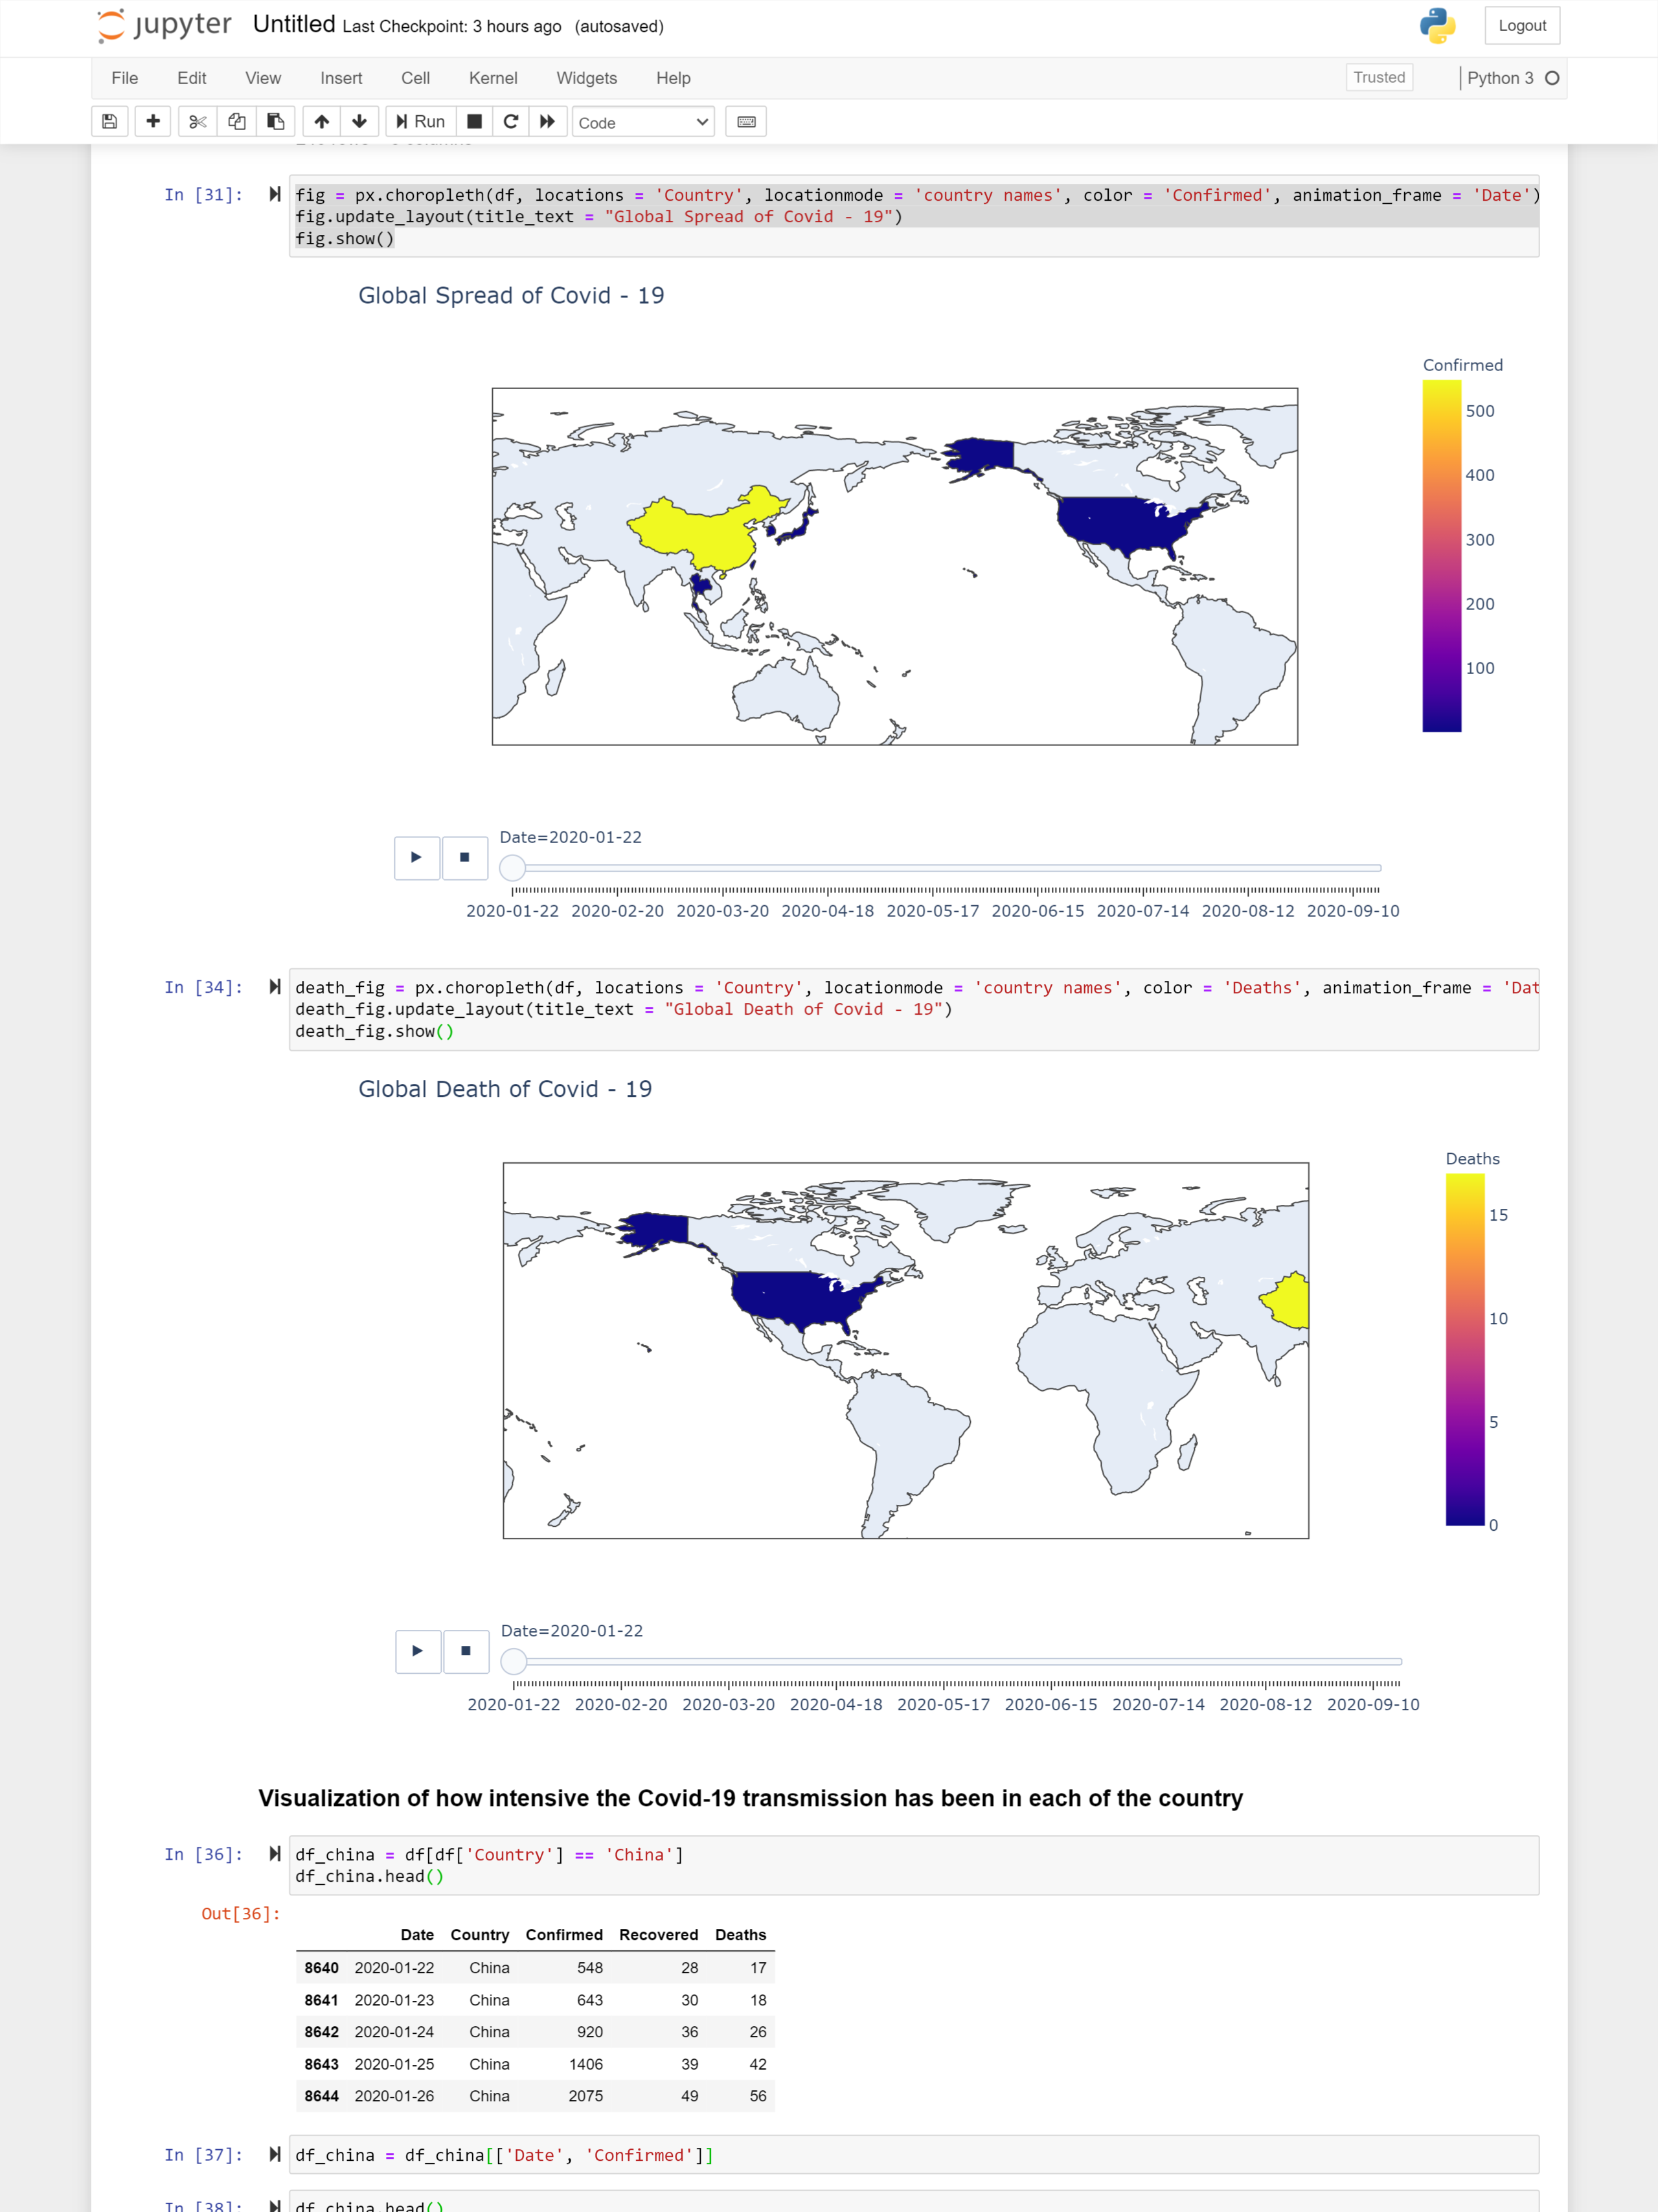 jupyter Untitled Last Checkpoint: 3 hours ago (autosaved) Logout
File Edit View Insert Cell Kernel Widgets Help Trusted Python 3
Run Code
In [31]: fig = px.choropleth(df, locations = 'Country', locationmode = 'country names', color = 'Confirmed', animation_frame = 'Date')
fig.update_layout(title_text = "Global Spread of Covid - 19")
fig.show()
Global Spread of Covid - 19
Confirmed
500
400
300
200
100
Date=2020-01-22
2020-01-22 2020-02-20 2020-03-20 2020-04-18 2020-05-17 2020-06-15 2020-07-14 2020-08-12 2020-09-10
In [34]: death_fig = px.choropleth(df, locations = 'Country', locationmode = 'country names', color = 'Deaths', animation_frame = 'Dat
death_fig.update_layout(title_text = "Global Death of Covid - 19")
death_fig.show()
Global Death of Covid - 19
Deaths
15
10
5
0
Date=2020-01-22
2020-01-22 2020-02-20 2020-03-20 2020-04-18 2020-05-17 2020-06-15 2020-07-14 2020-08-12 2020-09-10
Visualization of how intensive the Covid-19 transmission has been in each of the country
In [36]: df_china = df[df['Country'] == 'China']
df_china.head()
Out[36]:
Date Country Confirmed Recovered Deaths
8640 2020-01-22 China 548 28 17
8641 2020-01-23 China 643 30 18
8642 2020-01-24 China 920 36 26
8643 2020-01-25 China 1406 39 42
8644 2020-01-26 China 2075 49 56
In [37]: df_china = df_china[['Date', 'Confirmed']]
In [38]: df_china.head()